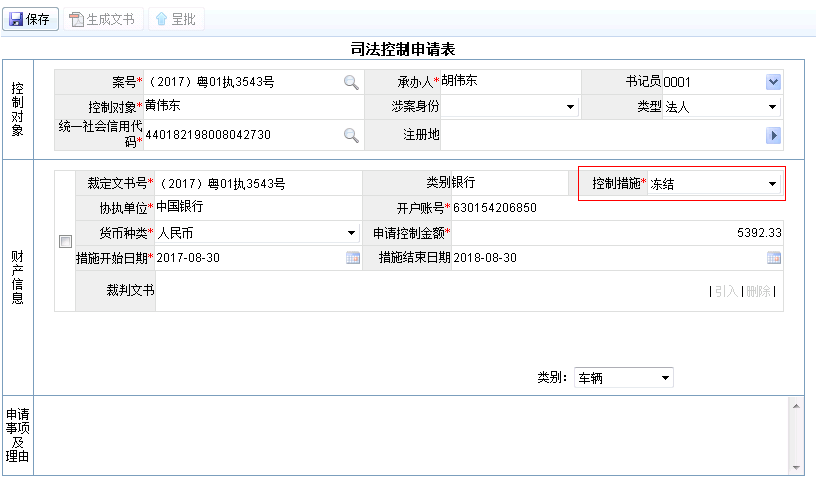 保存 生成文书 呈批
司法控制申请表
控制对象
案号* （2017）粤01执3543号 承办人* 胡伟东 书记员 0001
控制对象* 黄伟东 涉案身份 类型 法人
统一社会信用代码* 440182198008042730 注册地
财产信息
裁定文书号* （2017）粤01执3543号 类别 银行 控制措施* 冻结
协执单位* 中国银行 开户账号* 630154206850
货币种类* 人民币 申请控制金额* 5392.33
措施开始日期* 2017-08-30 措施结束日期 2018-08-30
裁判文书 | 引入 | 删除 |
类别： 车辆
申请事项及理由